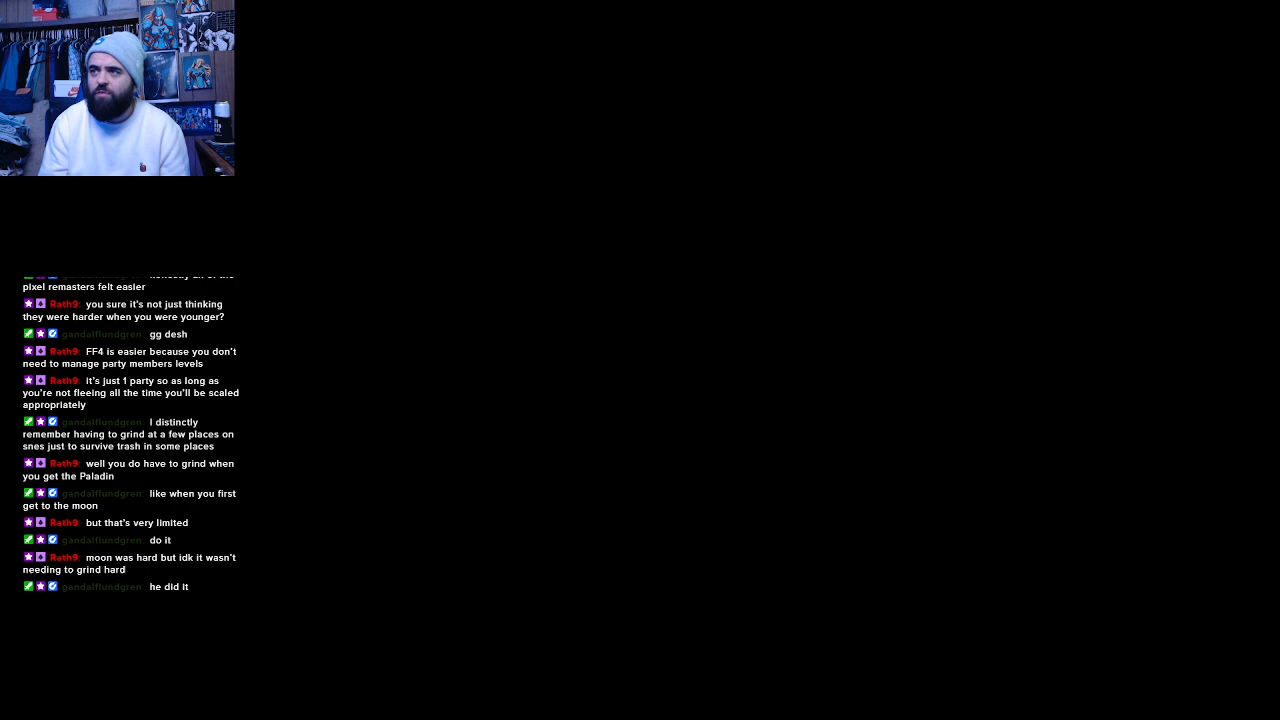 pixel remasters felt easier
Rath9: you sure it's not just thinking
they were harder when you were younger?
gandalflundgren: gg desh
Rath9: FF4 is easier because you don't
need to manage party members levels
Rath9: it's just 1 party so as long as
you're not fleeing all the time you'll be scaled
appropriately
gandalflundgren: I distinctly
remember having to grind at a few places on
snes just to survive trash in some places
Rath9: well you do have to grind when
you get the Paladin
gandalflundgren: like when you first
get to the moon
Rath9: but that's very limited
gandalflundgren: do it
Rath9: moon was hard but idk it wasn't
needing to grind hard
gandalflundgren: he did it